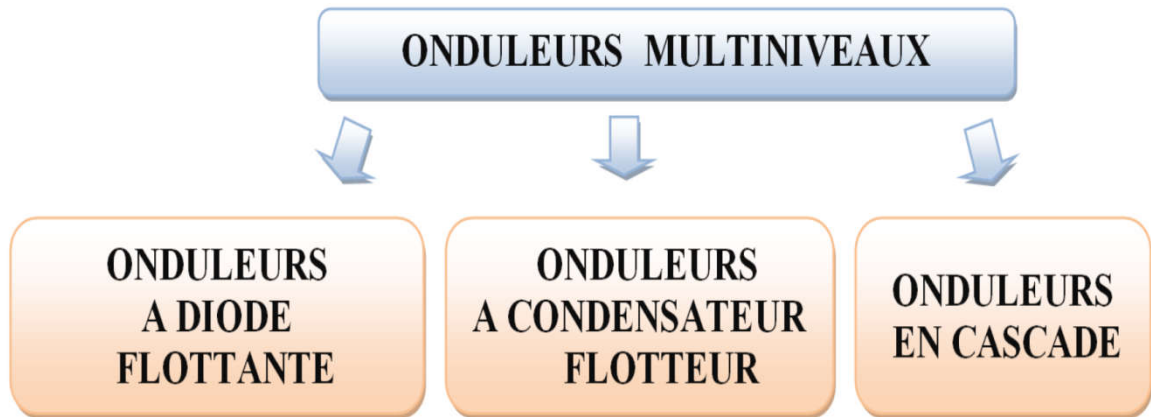 ONDULEURS MULTINIVEAUX
ONDULEURS
A DIODE
FLOTTANTE
ONDULEURS
A CONDENSATEUR
FLOTTEUR
ONDULEURS
EN CASCADE